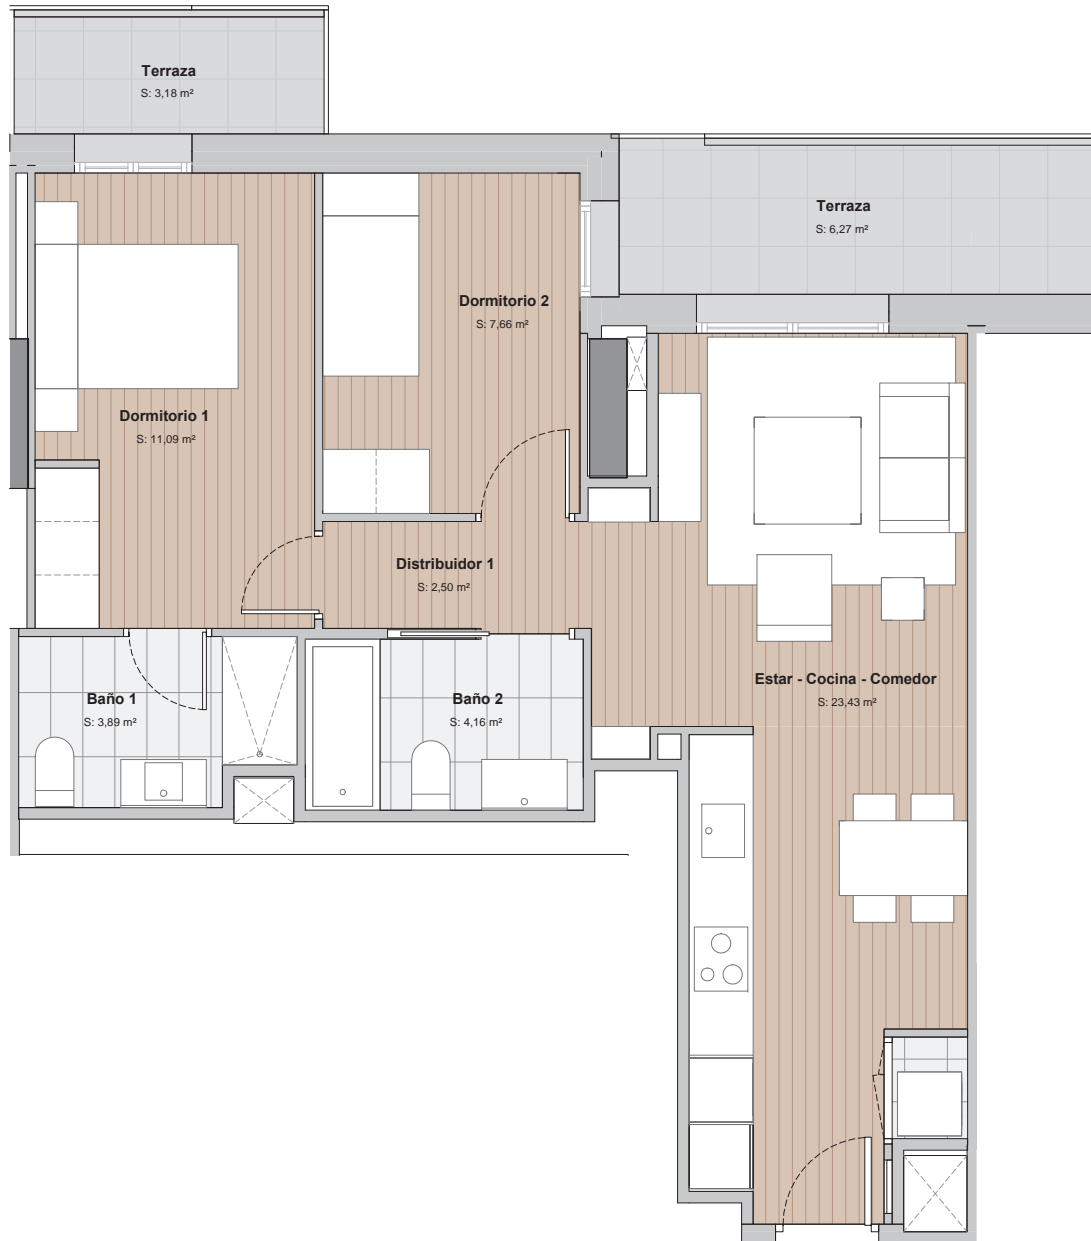 Terraza
S: 3,18 m²
Terraza
S: 6,27 m²
Dormitorio 2
S: 7,66 m²
Dormitorio 1
S: 11,09 m²
Distribuidor 1
S: 2,50 m²
Estar - Cocina - Comedor
S: 23,43 m²
Baño 1
S: 3,89 m²
Baño 2
S: 4,16 m²